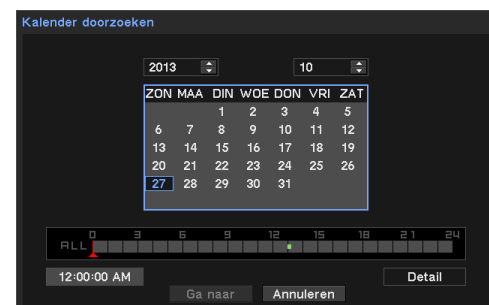 Kalender doorzoeken
2013 10
ZON MAA DIN WOE DON VRI ZAT
1 2 3 4 5
6 7 8 9 10 11 12
13 14 15 16 17 18 19
20 21 22 23 24 25 26
27 28 29 30 31
0 3 6 9 12 15 18 21 24
ALL
12:00:00 AM Detail
Ga naar Annuleren